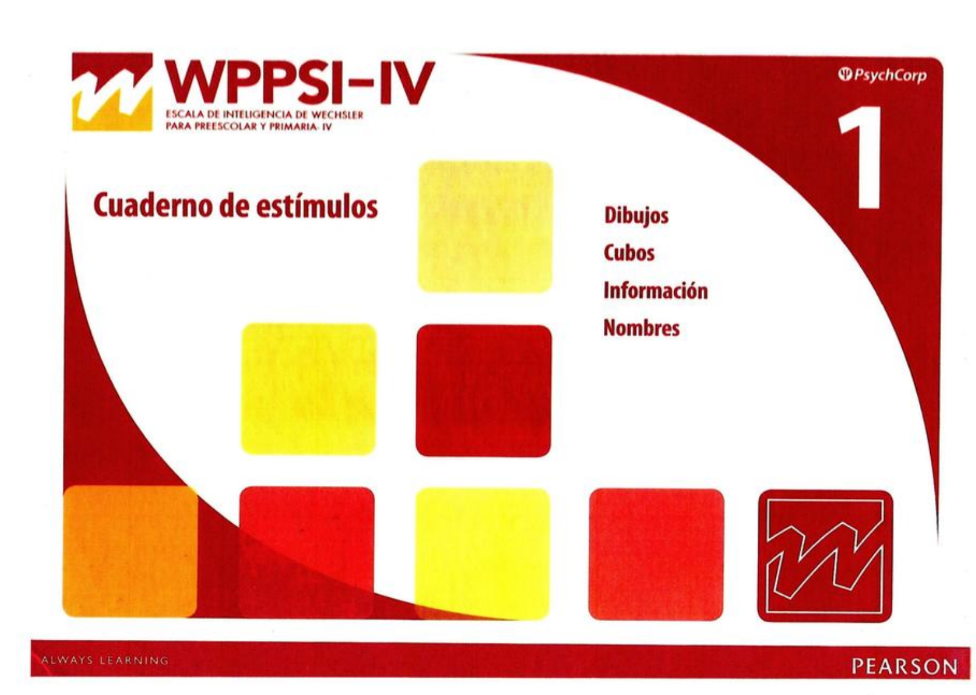 WPPSI-IV
ESCALA DE INTELIGENCIA DE WECHSLER
PARA PREESCOLAR Y PRIMARIA- IV
PsychCorp
1
Cuaderno de estímulos
Dibujos
Cubos
Información
Nombres
ALWAYS LEARNING
PEARSON